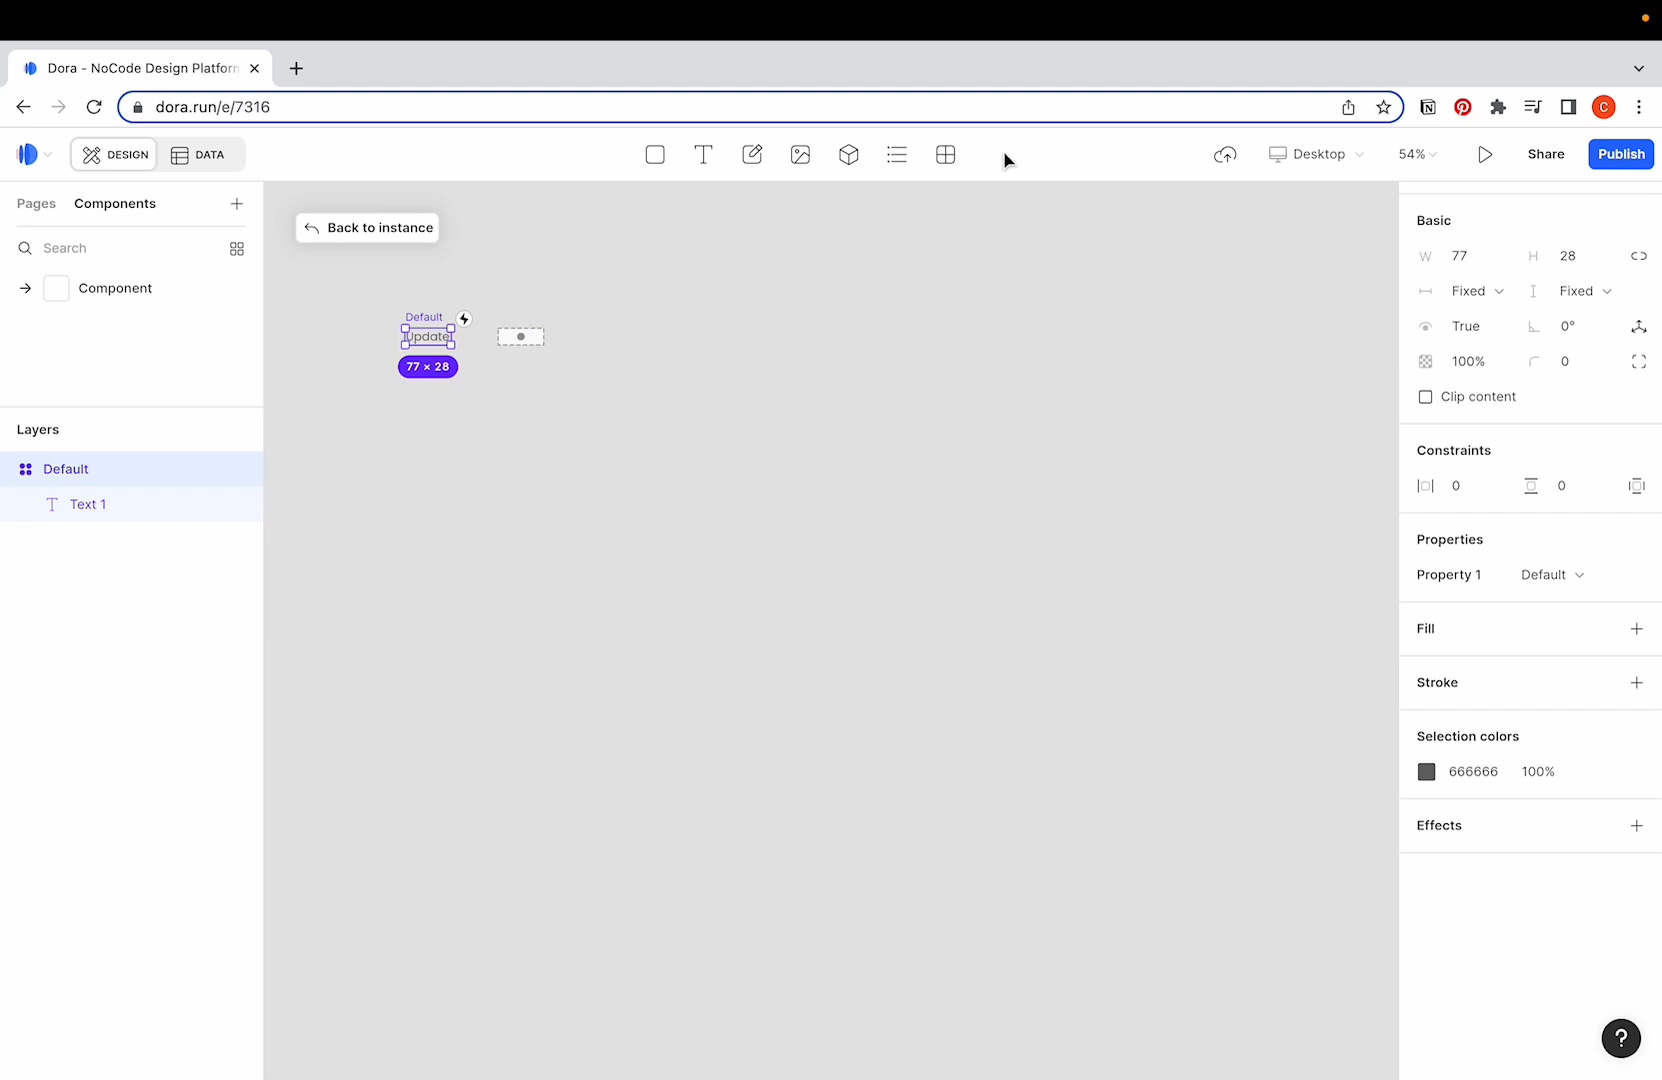 Dora - NoCode Design Platform
dora.run/e/7316
C
DESIGN
DATA
Desktop
54%
Share
Publish
Pages
Components
Search
Component
Layers
Default
Text 1
Back to instance
Default
Update
77 × 28
Basic
W 77 H 28
Fixed Fixed
True 0°
100% 0
Clip content
Constraints
0 0
Properties
Property 1 Default
Fill
Stroke
Selection colors
666666 100%
Effects
?